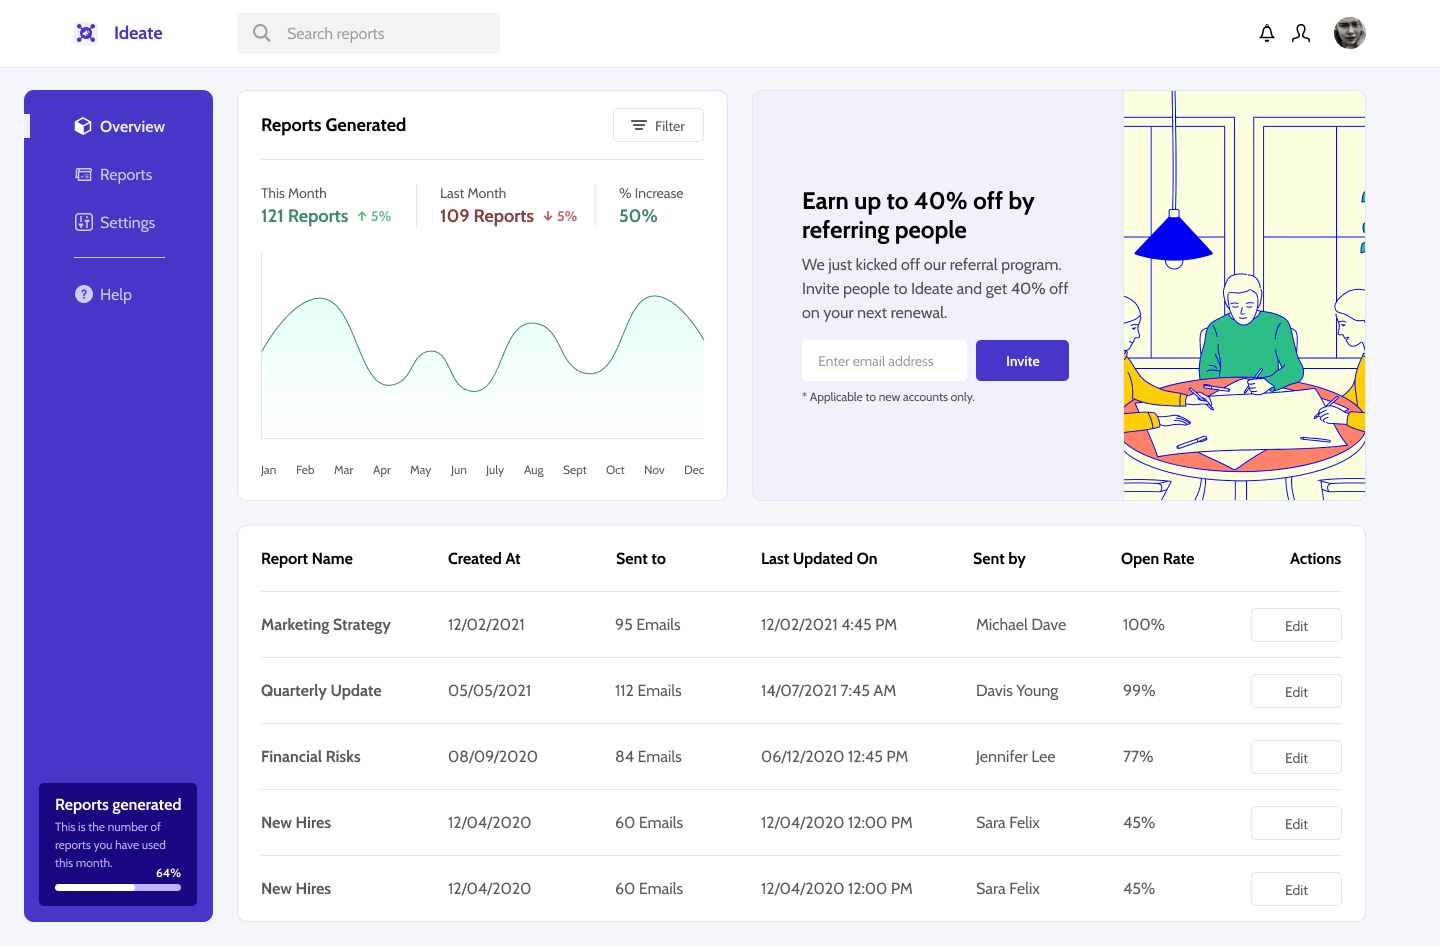 Ideate
Search reports
Overview
Reports
Settings
Help
Reports generated
This is the number of
reports you have used
this month.
64%
Reports Generated
Filter
This Month
121 Reports 5%
Last Month
109 Reports 5%
% Increase
50%
Jan Feb Mar Apr May Jun July Aug Sept Oct Nov Dec
Earn up to 40% off by
referring people
We just kicked off our referral program.
Invite people to Ideate and get 40% off
on your next renewal.
Enter email address
Invite
* Applicable to new accounts only.
Report Name Created At Sent to Last Updated On Sent by Open Rate Actions
Marketing Strategy 12/02/2021 95 Emails 12/02/2021 4:45 PM Michael Dave 100% Edit
Quarterly Update 05/05/2021 112 Emails 14/07/2021 7:45 AM Davis Young 99% Edit
Financial Risks 08/09/2020 84 Emails 06/12/2020 12:45 PM Jennifer Lee 77% Edit
New Hires 12/04/2020 60 Emails 12/04/2020 12:00 PM Sara Felix 45% Edit
New Hires 12/04/2020 60 Emails 12/04/2020 12:00 PM Sara Felix 45% Edit